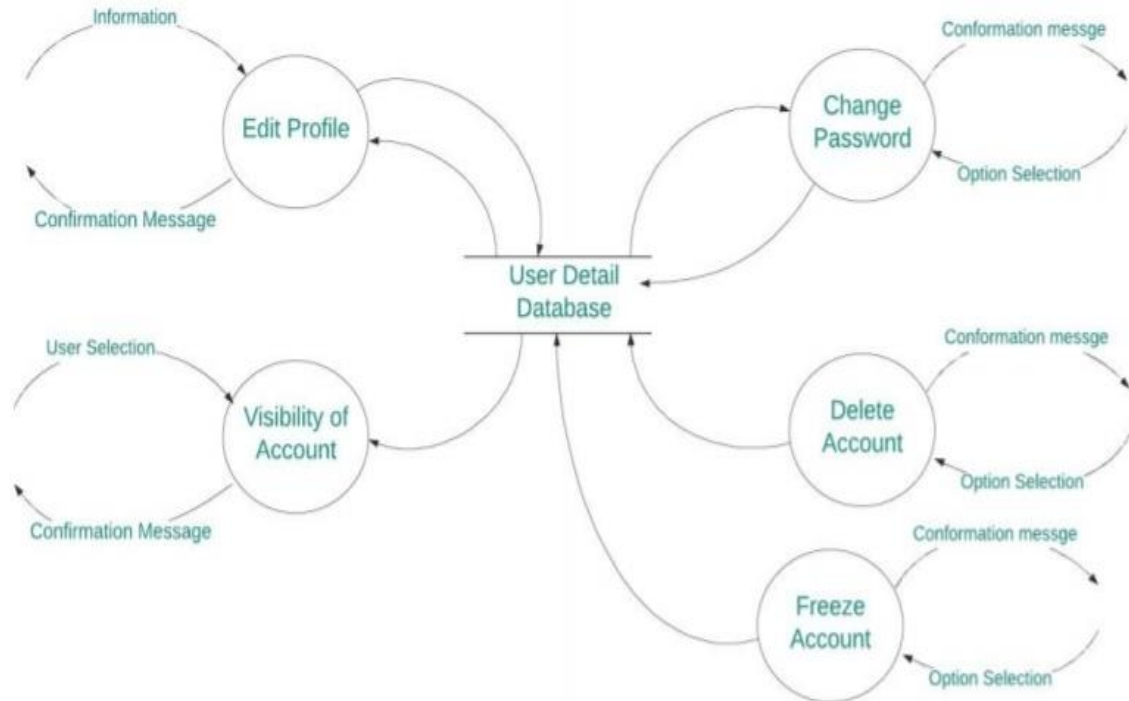 Information
Edit Profile
Confirmation Message
Conformation messge
Change
Password
Option Selection
User Detail
Database
User Selection
Visibility of
Account
Confirmation Message
Conformation messge
Delete
Account
Option Selection
Conformation messge
Freeze
Account
Option Selection